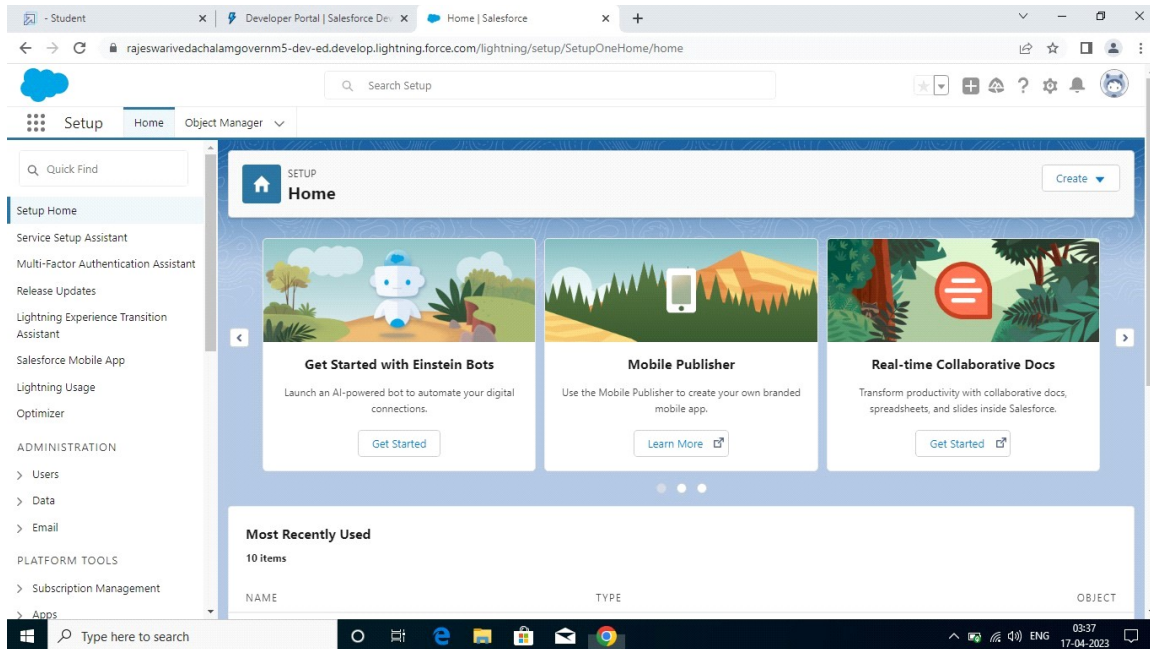 - Student
Developer Portal | Salesforce Dev
Home | Salesforce
rajeswarivedachalamgovernm5-dev-ed.develop.lightning.force.com/lightning/setup/SetupOneHome/home
Search Setup
Setup
Home
Object Manager
Quick Find
Setup Home
Service Setup Assistant
Multi-Factor Authentication Assistant
Release Updates
Lightning Experience Transition
Assistant
Salesforce Mobile App
Lightning Usage
Optimizer
ADMINISTRATION
Users
Data
Email
PLATFORM TOOLS
Subscription Management
Apps
SETUP
Home
Create
Get Started with Einstein Bots
Launch an AI-powered bot to automate your digital
connections.
Get Started
Mobile Publisher
Use the Mobile Publisher to create your own branded
mobile app.
Learn More
Real-time Collaborative Docs
Transform productivity with collaborative docs,
spreadsheets, and slides inside Salesforce.
Get Started
Most Recently Used
10 items
NAME TYPE OBJECT
Type here to search
ENG
03:37
17-04-2023